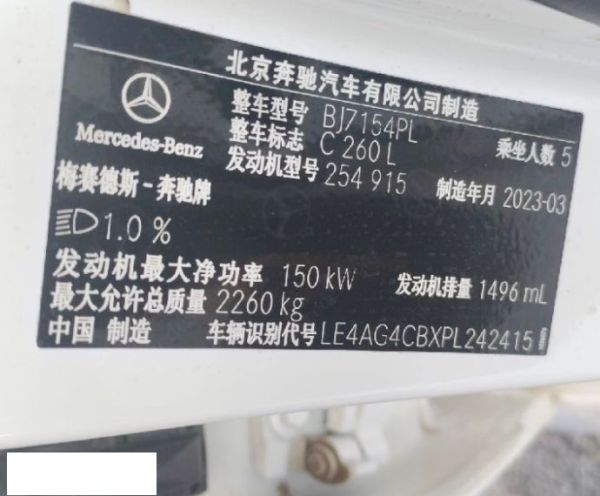 北京奔驰汽车有限公司制造
Mercedes-Benz
整车型号 BJ7154PL
整车标志 C 260 L 乘坐人数 5
发动机型号 254 915 制造年月 2023-03
梅赛德斯-奔驰牌
1.0 %
发动机最大净功率 150 kW 发动机排量 1496 mL
最大允许总质量 2260 kg
中国 制造 车辆识别代号 LE4AG4CBXPL242415